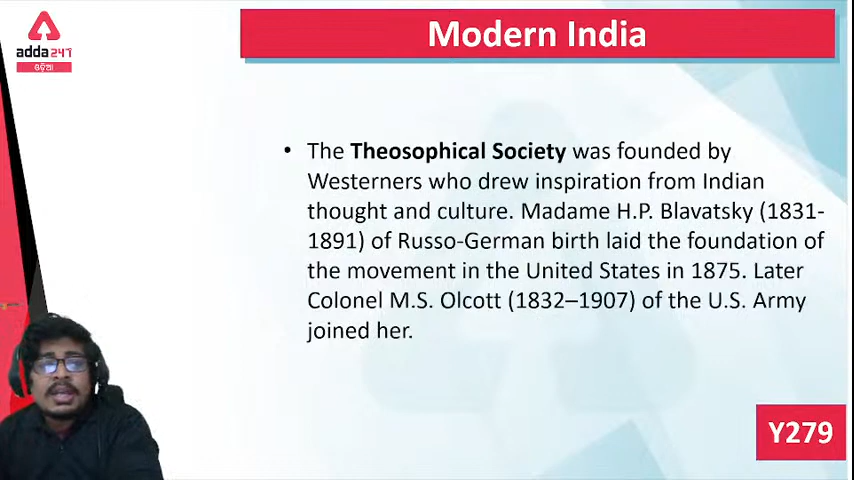 adda247
ଓଡ଼ିଆ
Modern India
• The Theosophical Society was founded by
Westerners who drew inspiration from Indian
thought and culture. Madame H.P. Blavatsky (1831-
1891) of Russo-German birth laid the foundation of
the movement in the United States in 1875. Later
Colonel M.S. Olcott (1832–1907) of the U.S. Army
joined her.
Y279